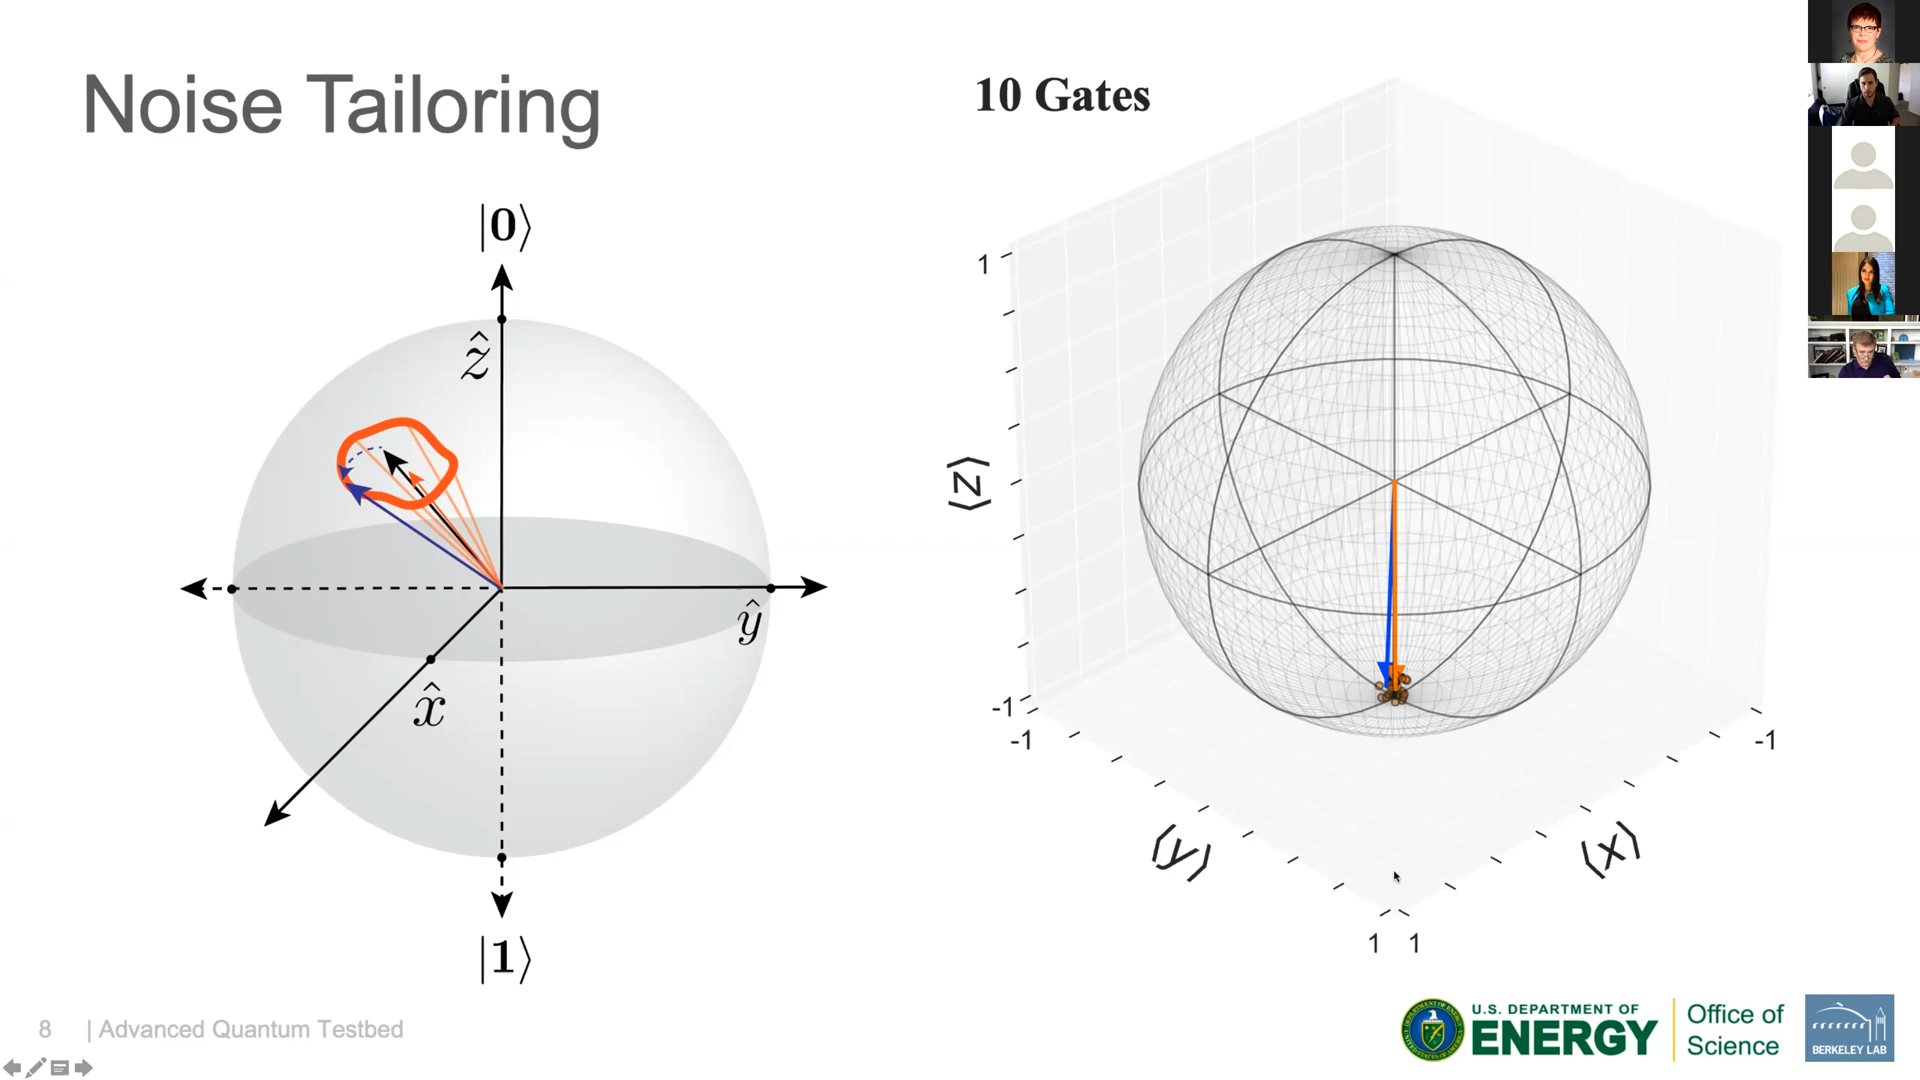 Noise Tailoring
|0⟩
ẑ
ŷ
x̂
|1⟩
10 Gates
1
⟨z⟩
-1
-1
-1
⟨y⟩
⟨x⟩
1 1
8 | Advanced Quantum Testbed
U.S. DEPARTMENT OF
ENERGY
Office of
Science
BERKELEY LAB